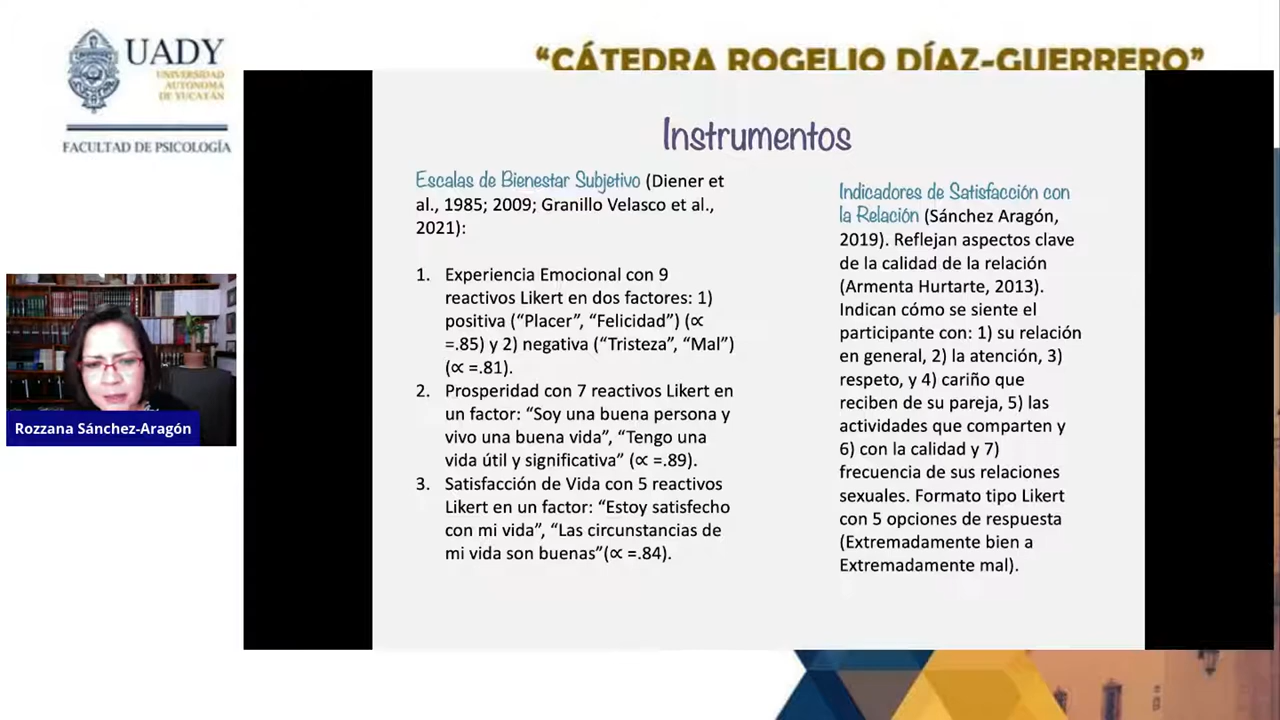 UADY
UNIVERSIDAD
AUTÓNOMA
DE YUCATÁN
FACULTAD DE PSICOLOGÍA
“CÁTEDRA ROGELIO DÍAZ-GUERRERO”
Instrumentos
Escalas de Bienestar Subjetivo (Diener et
al., 1985; 2009; Granillo Velasco et al.,
2021):
1. Experiencia Emocional con 9
reactivos Likert en dos factores: 1)
positiva (“Placer”, “Felicidad”) (∝
=.85) y 2) negativa (“Tristeza”, “Mal”)
(∝ =.81).
2. Prosperidad con 7 reactivos Likert en
un factor: “Soy una buena persona y
vivo una buena vida”, “Tengo una
vida útil y significativa” (∝ =.89).
3. Satisfacción de Vida con 5 reactivos
Likert en un factor: “Estoy satisfecho
con mi vida”, “Las circunstancias de
mi vida son buenas”(∝ =.84).
Indicadores de Satisfacción con
la Relación (Sánchez Aragón,
2019). Reflejan aspectos clave
de la calidad de la relación
(Armenta Hurtarte, 2013).
Indican cómo se siente el
participante con: 1) su relación
en general, 2) la atención, 3)
respeto, y 4) cariño que
reciben de su pareja, 5) las
actividades que comparten y
6) con la calidad y 7)
frecuencia de sus relaciones
sexuales. Formato tipo Likert
con 5 opciones de respuesta
(Extremadamente bien a
Extremadamente mal).
Rozzana Sánchez-Aragón